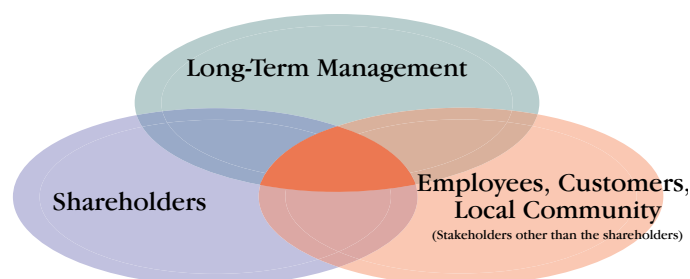 Long-Term Management
Shareholders
Employees, Customers,
Local Community
(Stakeholders other than the shareholders)